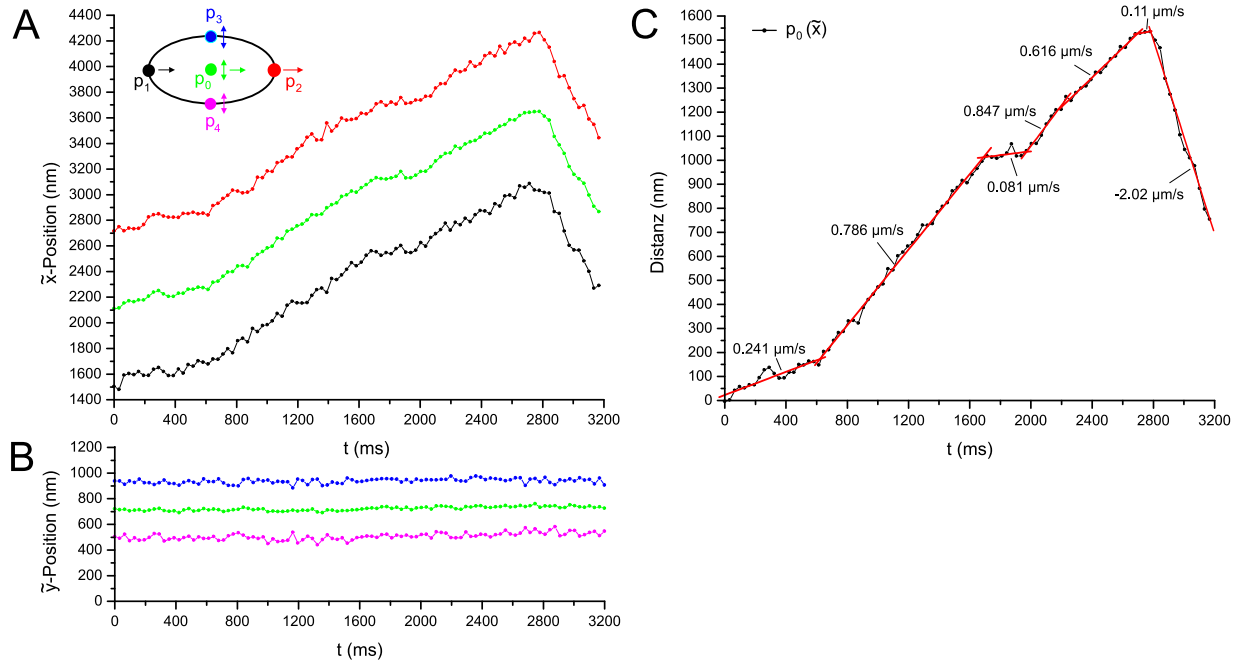 A
4400
4200
4000
3800
3600
3400
3200
3000
2800
2600
2400
2200
2000
1800
1600
1400
x̃-Position (nm)
p3
p1
p0
p2
p4
0 400 800 1200 1600 2000 2400 2800 3200
t (ms)
B
1200
1000
800
600
400
200
0
ỹ-Position (nm)
0 400 800 1200 1600 2000 2400 2800 3200
t (ms)
C
1600
1500
1400
1300
1200
1100
1000
900
800
700
600
500
400
300
200
100
0
Distanz (nm)
p₀ (x̃)
0.11 µm/s
0.616 µm/s
0.847 µm/s
0.081 µm/s
-2.02 µm/s
0.786 µm/s
0.241 µm/s
0 400 800 1200 1600 2000 2400 2800 3200
t (ms)